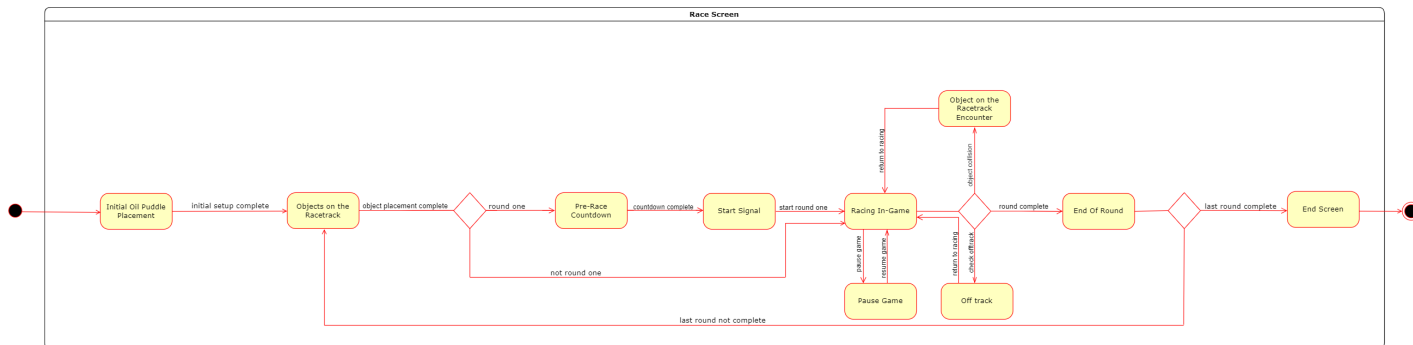 Race Screen
Object on the
Racetrack
Encounter
return to racing
object collision
Initial Oil Puddle
Placement
initial setup complete
Objects on the
Racetrack
object placement complete
round one
Pre-Race
Countdown
countdown complete
Start Signal
start round one
Racing In-Game
round complete
End Of Round
last round complete
End Screen
not round one
pause game
resume game
return to racing
check offtrack
Pause Game
Off track
last round not complete